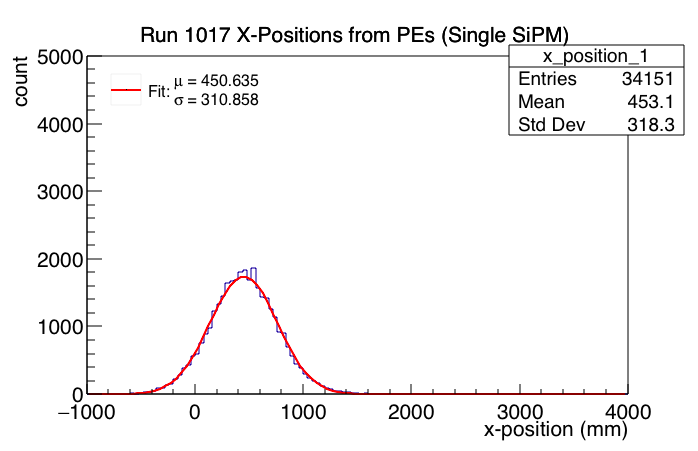 Run 1017 X-Positions from PEs (Single SiPM)
x_position_1
Entries 34151
Mean 453.1
Std Dev 318.3
Fit: μ = 450.635
σ = 310.858
count
5000
4000
3000
2000
1000
0
−1000 0 1000 2000 3000 4000
x-position (mm)